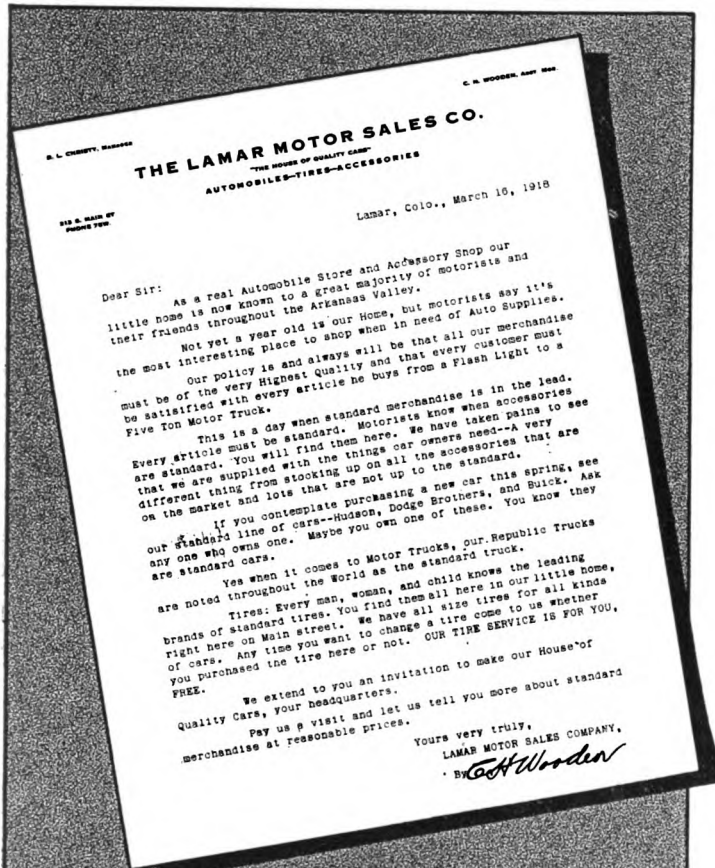 C. H. WOODEN, ASST MGR.
R. L. CHRISTY, MANAGER
THE LAMAR MOTOR SALES CO.
"THE HOUSE OF QUALITY CARS"
AUTOMOBILES—TIRES—ACCESSORIES
313 S. MAIN ST
PHONE 79W.
Lamar, Colo., March 16, 1918
Dear Sir:
As a real Automobile Store and Accessory Shop our
little home is now known to a great majority of motorists and
their friends throughout the Arkansas Valley.
Not yet a year old is our Home, but motorists say it's
the most interesting place to shop when in need of Auto Supplies.
Our policy is and always will be that all our merchandise
must be of the very Highest Quality and that every customer must
be satisified with every article he buys from a Flash Light to a
Five Ton Motor Truck.
This is a day when standard merchandise is in the lead.
Every article must be standard. Motorists know when accessories
are standard. You will find them here. We have taken pains to see
that we are supplied with the things car owners need--A very
different thing from stocking up on all the accessories that are
on the market and lots that are not up to the standard.
If you contemplate purchasing a new car this spring, see
our standard line of cars--Hudson, Dodge Brothers, and Buick. Ask
any one who owns one. Maybe you own one of these. You know they
are standard cars.
Yes when it comes to Motor Trucks, our Republic Trucks
are noted throughout the World as the standard truck.
Tires: Every man, woman, and child knows the leading
brands of standard tires. You find them all here in our little home,
right here on Main street. We have all size tires for all kinds
of cars. Any time you want to change a tire come to us whether
you purchased the tire here or not. OUR TIRE SERVICE IS FOR YOU,
FREE.
We extend to you an invitation to make our House of
Quality Cars, your headquarters.
Pay us a visit and let us tell you more about standard
merchandise at reasonable prices.
Yours very truly,
LAMAR MOTOR SALES COMPANY,
By C H Wooden